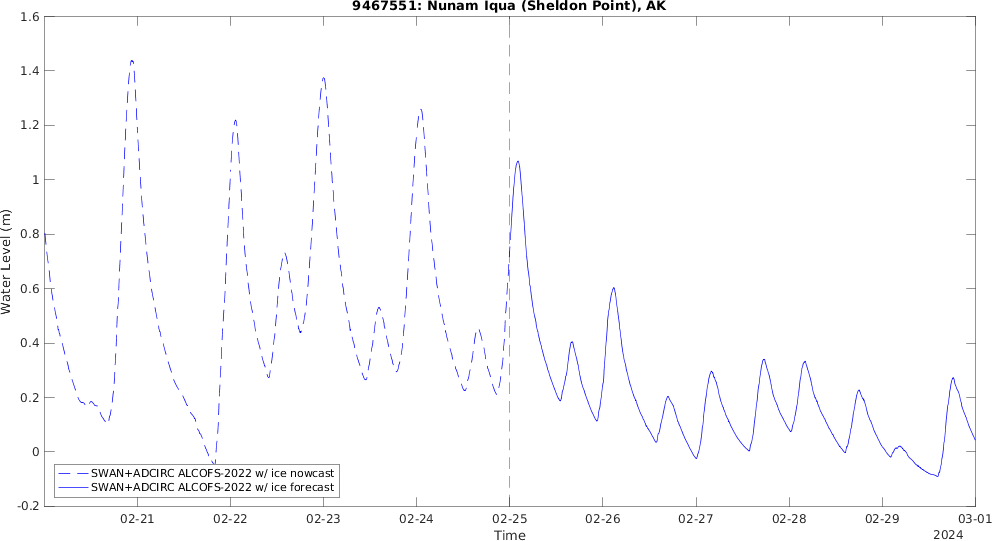 9467551: Nunam Iqua (Sheldon Point), AK
1.6
1.4
1.2
1
0.8
0.6
0.4
0.2
0
-0.2
Water Level (m)
SWAN+ADCIRC ALCOFS-2022 w/ ice nowcast
SWAN+ADCIRC ALCOFS-2022 w/ ice forecast
02-21 02-22 02-23 02-24 02-25 02-26 02-27 02-28 02-29 03-01
Time
2024